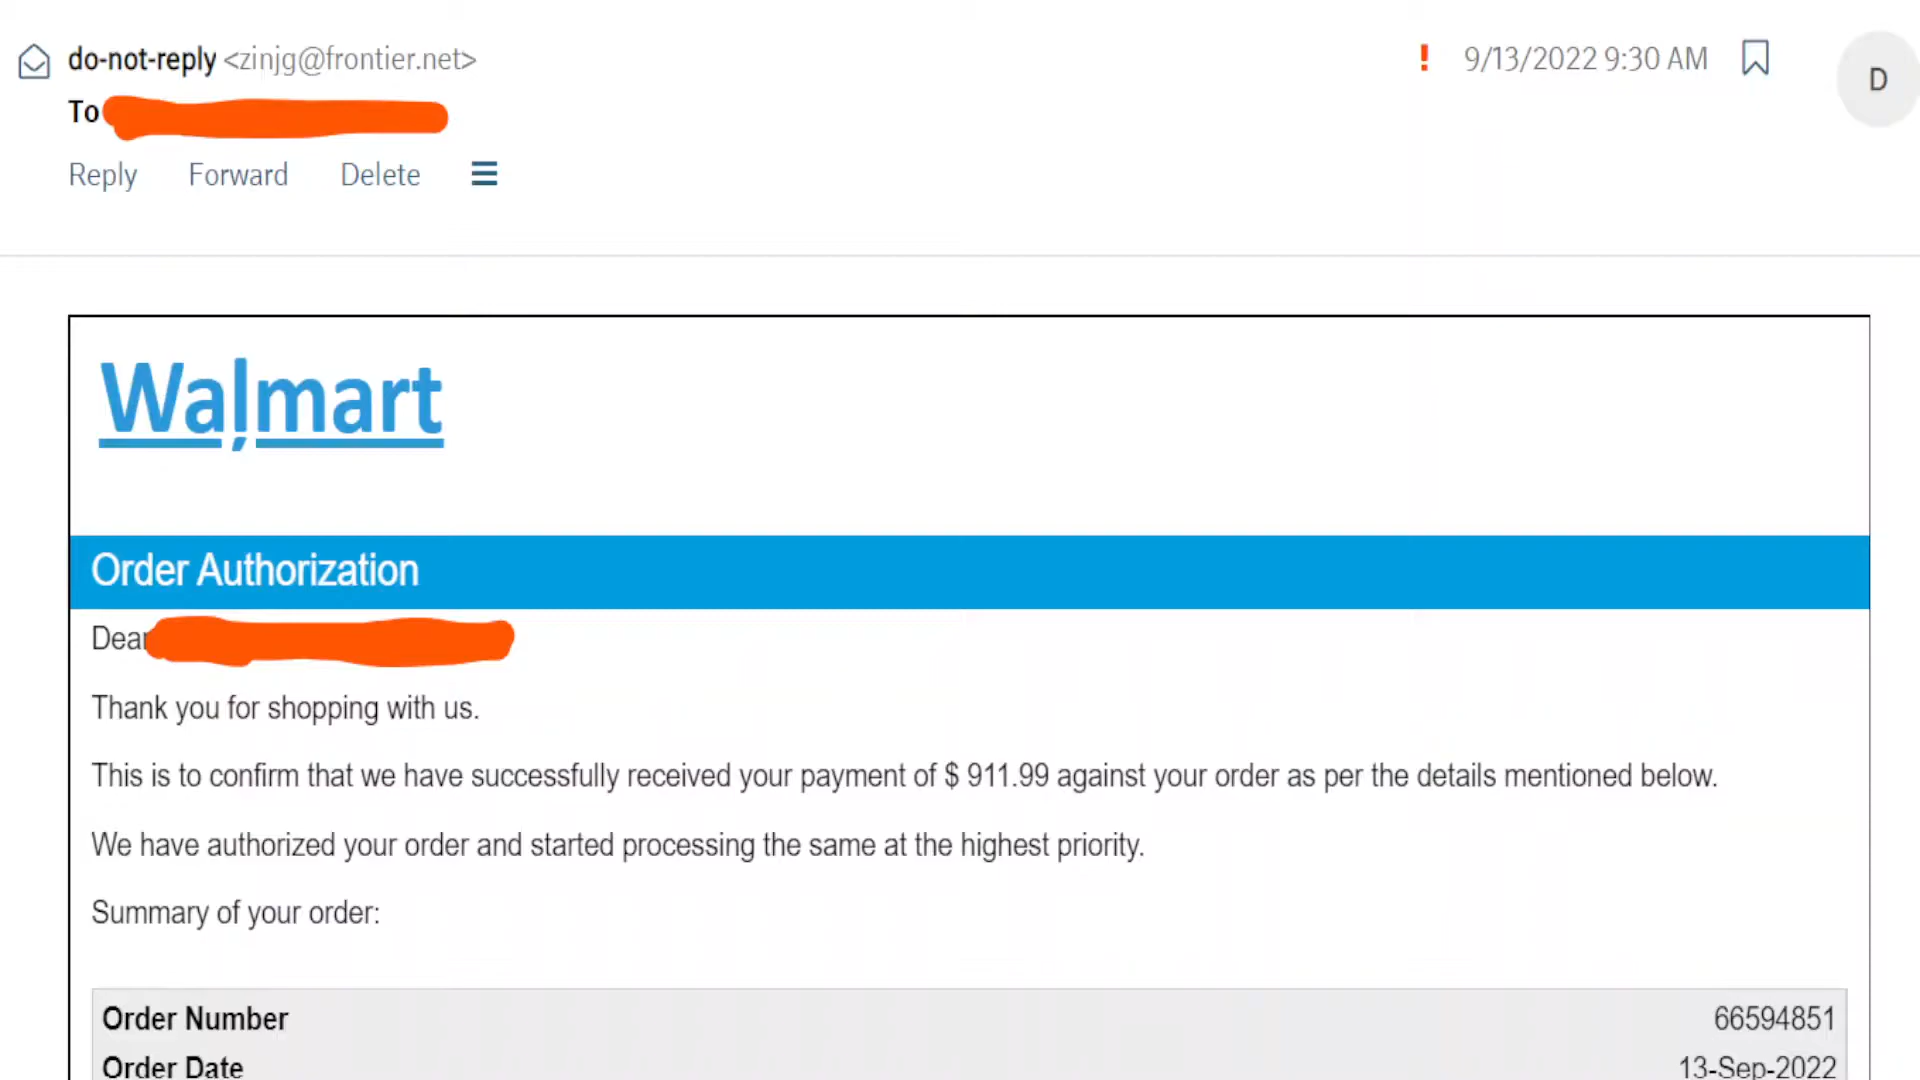 do-not-reply <zinjg@frontier.net>
! 9/13/2022 9:30 AM
D
To
Reply Forward Delete
Waļmart
Order Authorization
Dear
Thank you for shopping with us.
This is to confirm that we have successfully received your payment of $ 911.99 against your order as per the details mentioned below.
We have authorized your order and started processing the same at the highest priority.
Summary of your order:
Order Number 66594851
Order Date 13-Sep-2022